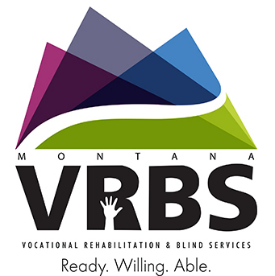 MONTANA
VRBS
VOCATIONAL REHABILITATION & BLIND SERVICES
Ready. Willing. Able.